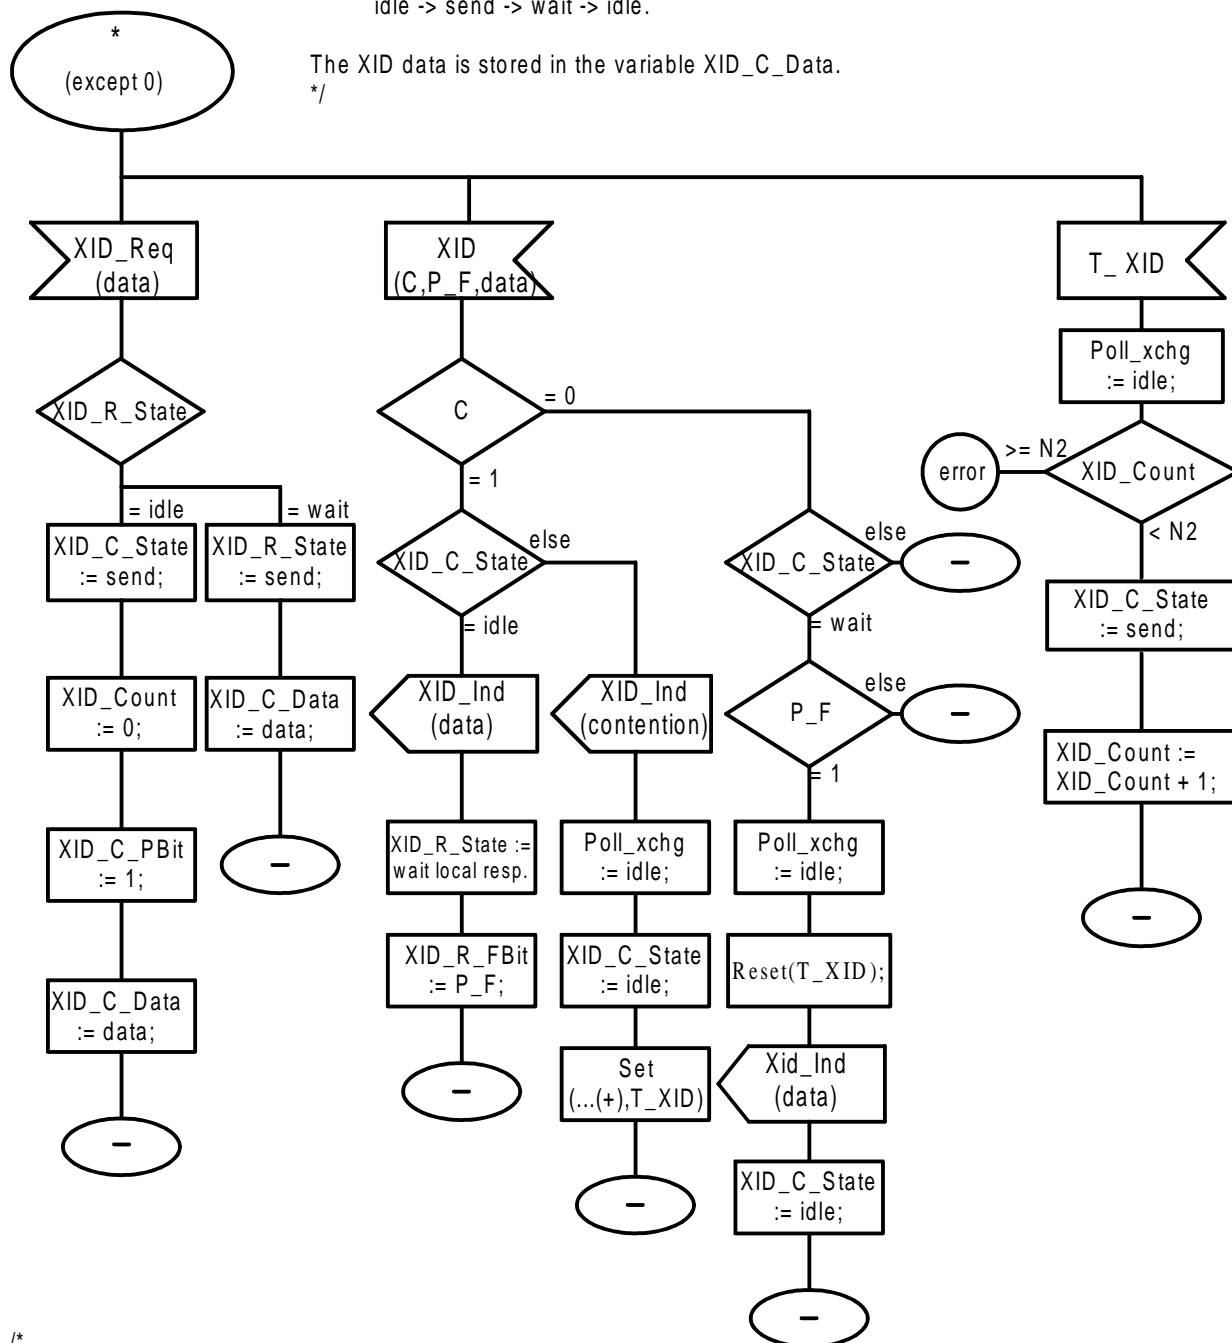 idle -> send -> wait -> idle.
*
(except 0)
The XID data is stored in the variable XID_C_Data.
*/
XID_Req
(data)
XID_R_State
= idle
= wait
XID_C_State
:= send;
XID_Count
:= 0;
XID_C_PBit
:= 1;
XID_C_Data
:= data;
–
XID_R_State
:= send;
XID_C_Data
:= data;
–
XID
(C,P_F,data)
C
= 1
= 0
XID_C_State
= idle
else
XID_Ind
(data)
XID_R_State :=
wait local resp.
XID_R_FBit
:= P_F;
–
XID_Ind
(contention)
Poll_xchg
:= idle;
XID_C_State
:= idle;
Set
(...(+),T_XID)
–
XID_C_State
else
–
= wait
P_F
else
–
= 1
Poll_xchg
:= idle;
Reset(T_XID);
Xid_Ind
(data)
XID_C_State
:= idle;
–
T_ XID
Poll_xchg
:= idle;
XID_Count
>= N2
error
< N2
XID_C_State
:= send;
XID_Count :=
XID_Count + 1;
–
/*